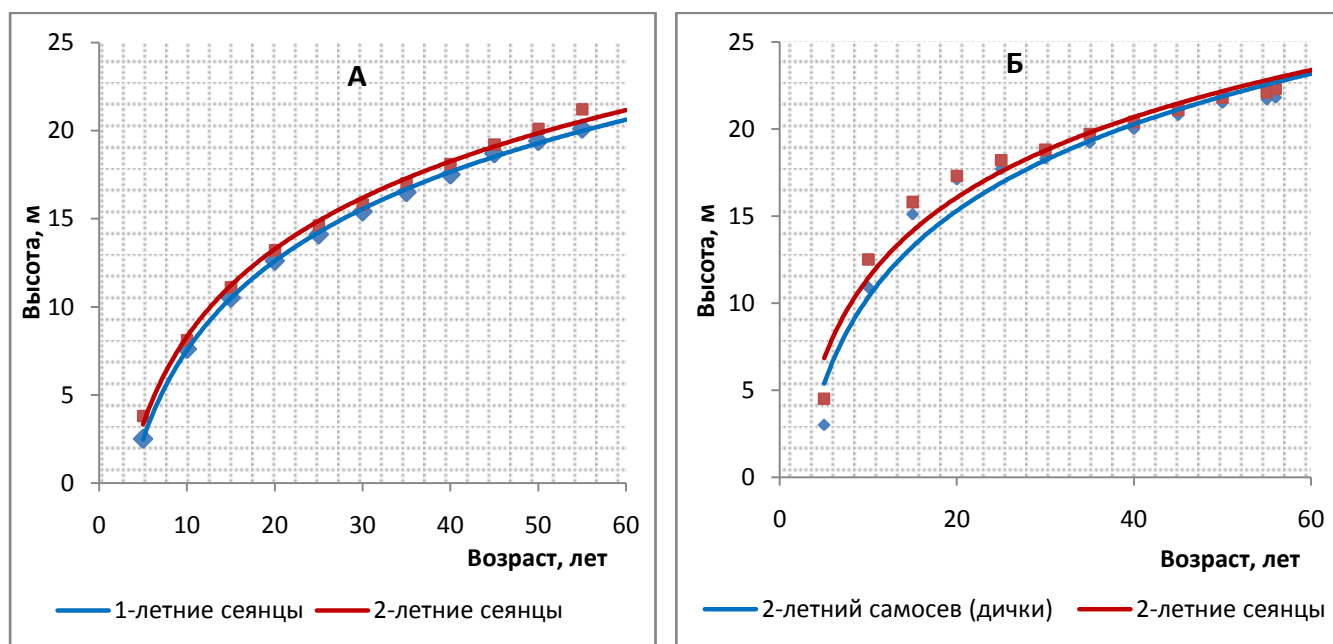 А
25
20
15
10
5
0
Высота, м
0 10 20 30 40 50 60
Возраст, лет
1-летние сеянцы 2-летние сеянцы
Б
25
20
15
10
5
0
Высота, м
0 20 40 60
Возраст, лет
2-летний самосев (дички) 2-летние сеянцы